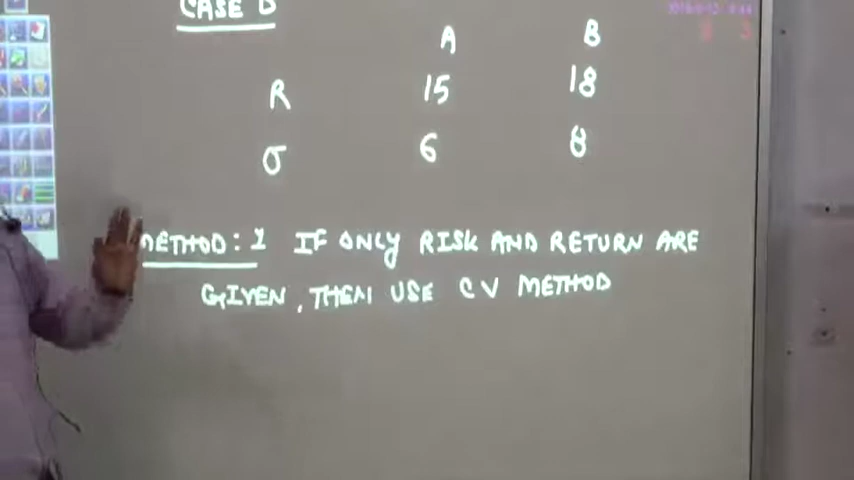 CASE D
A B
R 15 18
σ 6 8
METHOD: 1 IF ONLY RISK AND RETURN ARE
GIVEN, THEN USE CV METHOD